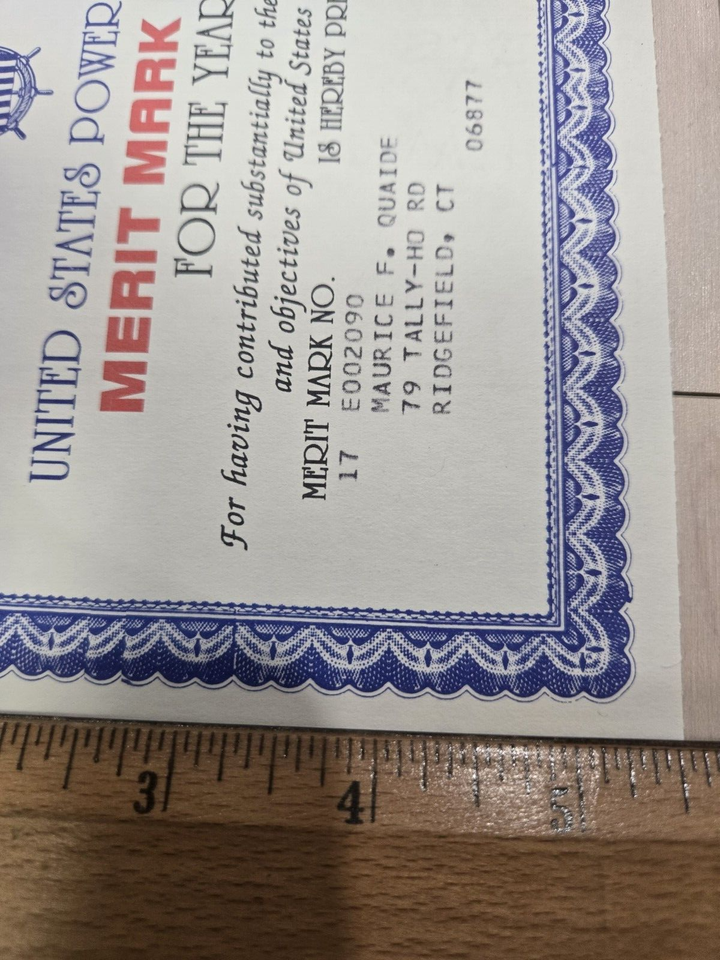 UNITED STATES POWER
MERIT MARK
FOR THE YEAR
For having contributed substantially to the
and objectives of United States
MERIT MARK NO. IS HEREBY PRE
17 E002090
MAURICE F. QUAIDE
79 TALLY-HO RD
RIDGEFIELD, CT 06877
3 4 5